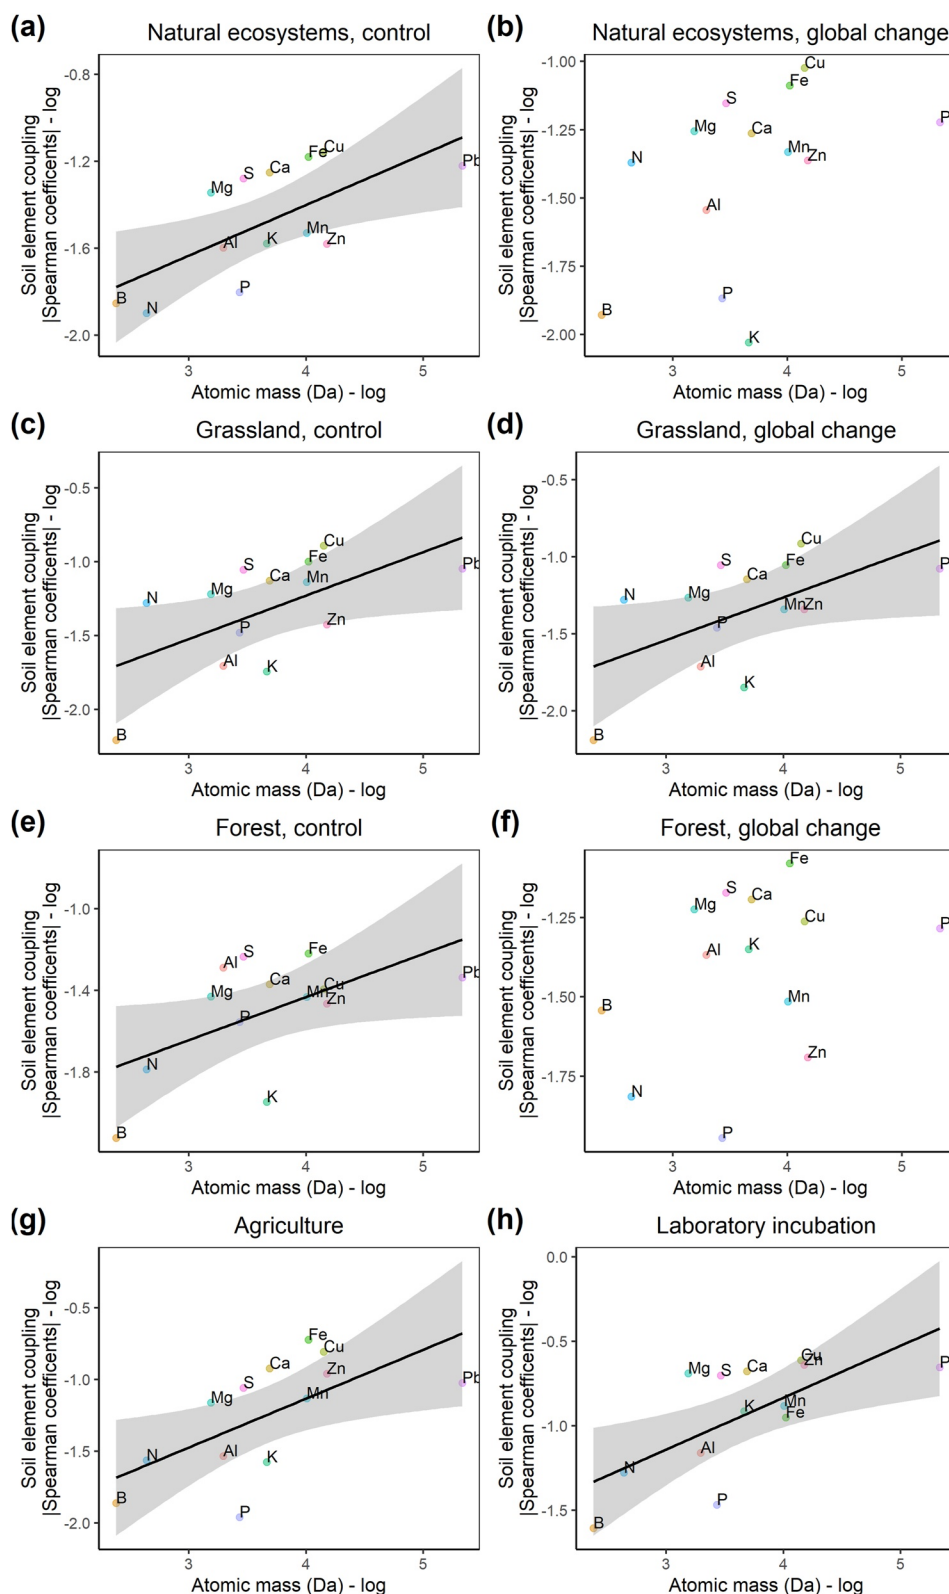 (a)
Natural ecosystems, control
Soil element coupling
|Spearman coefficents| - log
-0.8
-1.2
-1.6
-2.0
Cu
Fe
Pb
Ca
S
Mg
Mn
K
Zn
Al
P
B
N
3
4
5
Atomic mass (Da) - log
(b)
Natural ecosystems, global change
Soil element coupling
|Spearman coefficents| - log
-1.00
-1.25
-1.50
-1.75
-2.00
Cu
Fe
S
P
Mg
Ca
Mn
Zn
N
Al
P
B
K
3
4
5
Atomic mass (Da) - log
(c)
Grassland, control
Soil element coupling
|Spearman coefficents| - log
-0.5
-1.0
-1.5
-2.0
Cu
Fe
S
Pb
Ca
Mn
Mg
N
Zn
P
Al
K
B
3
4
5
Atomic mass (Da) - log
(d)
Grassland, global change
Soil element coupling
|Spearman coefficents| - log
-0.5
-1.0
-1.5
-2.0
Cu
S
Fe
P
Ca
Mg
N
Mn
Zn
P
Al
K
B
3
4
5
Atomic mass (Da) - log
(e)
Forest, control
Soil element coupling
|Spearman coefficents| - log
-1.0
-1.4
-1.8
Fe
S
Al
Pb
Ca
Cu
Mg
Mn
Zn
P
N
K
B
3
4
5
Atomic mass (Da) - log
(f)
Forest, global change
Soil element coupling
|Spearman coefficents| - log
-1.25
-1.50
-1.75
Fe
S
Ca
Mg
Cu
P
K
Al
Mn
B
Zn
N
P
3
4
5
Atomic mass (Da) - log
(g)
Agriculture
Soil element coupling
|Spearman coefficents| - log
-0.5
-1.0
-1.5
-2.0
Fe
Cu
Ca
Zn
Pb
S
Mg
Mn
N
Al
K
B
P
3
4
5
Atomic mass (Da) - log
(h)
Laboratory incubation
Soil element coupling
|Spearman coefficents| - log
0.0
-0.5
-1.0
-1.5
Cu
Zn
P
Mg
S
Ca
K
Mn
Fe
Al
N
P
B
3
4
5
Atomic mass (Da) - log